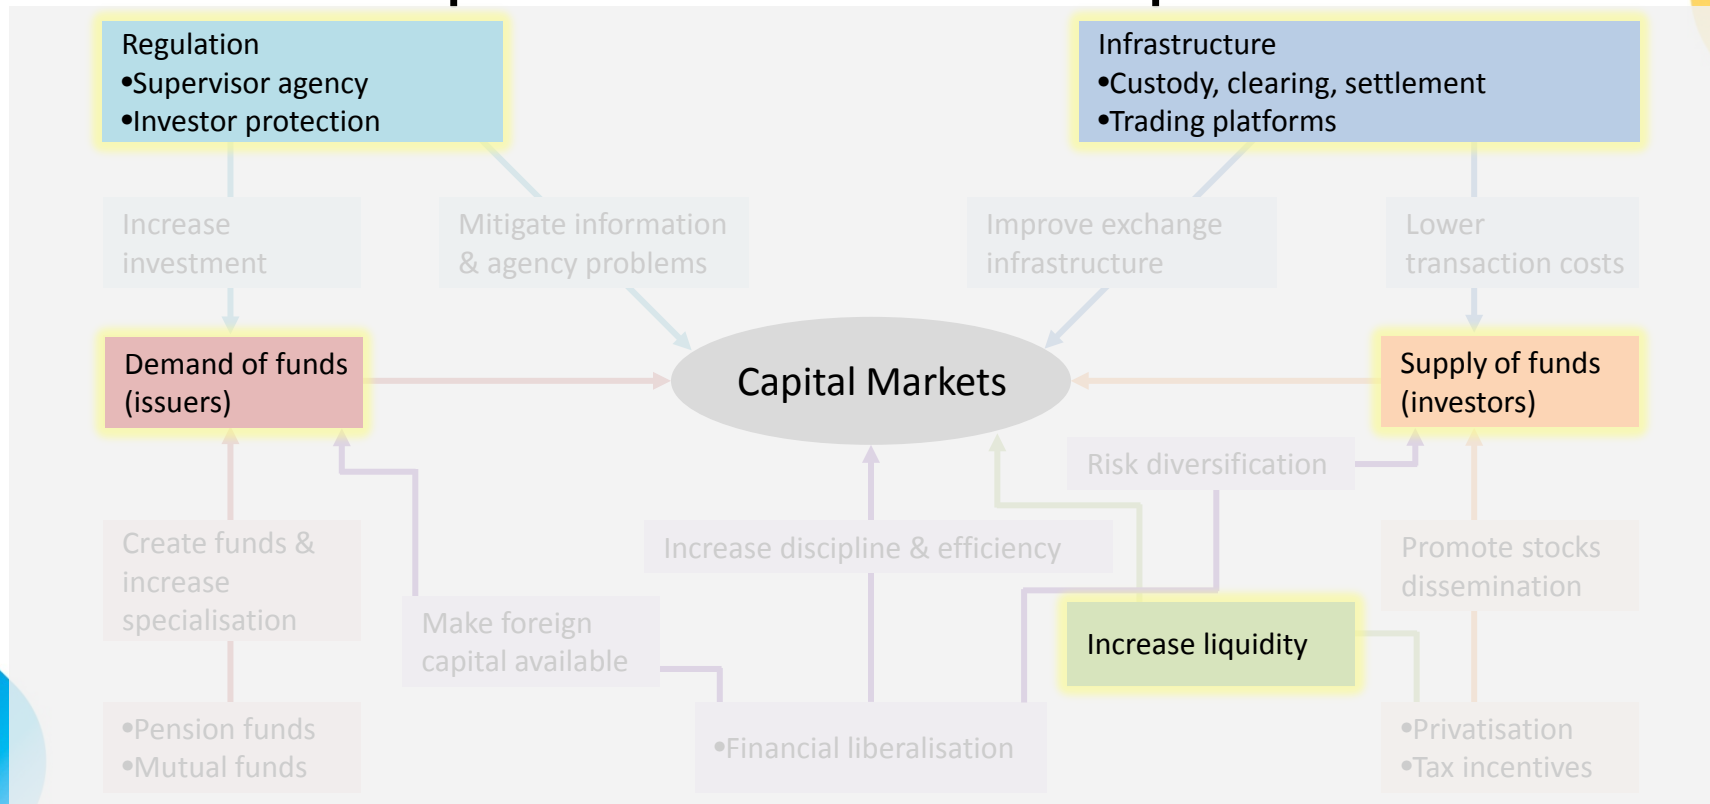 Regulation
•Supervisor agency
•Investor protection
Infrastructure
•Custody, clearing, settlement
•Trading platforms
Increase
investment
Mitigate information
& agency problems
Improve exchange
infrastructure
Lower
transaction costs
Demand of funds
(issuers)
Capital Markets
Supply of funds
(investors)
Risk diversification
Create funds &
increase
specialisation
Increase discipline & efficiency
Promote stocks
dissemination
Make foreign
capital available
Increase liquidity
•Pension funds
•Mutual funds
•Financial liberalisation
•Privatisation
•Tax incentives